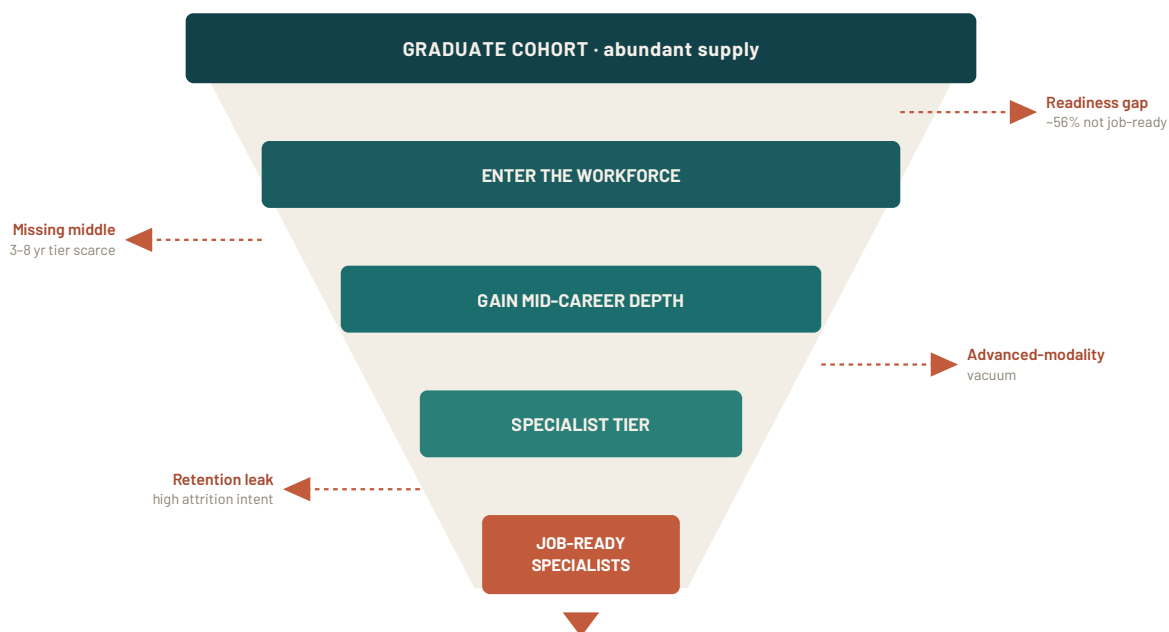 GRADUATE COHORT · abundant supply
Readiness gap
~56% not job-ready
ENTER THE WORKFORCE
Missing middle
3–8 yr tier scarce
GAIN MID-CAREER DEPTH
Advanced-modality
vacuum
SPECIALIST TIER
Retention leak
high attrition intent
JOB-READY
SPECIALISTS